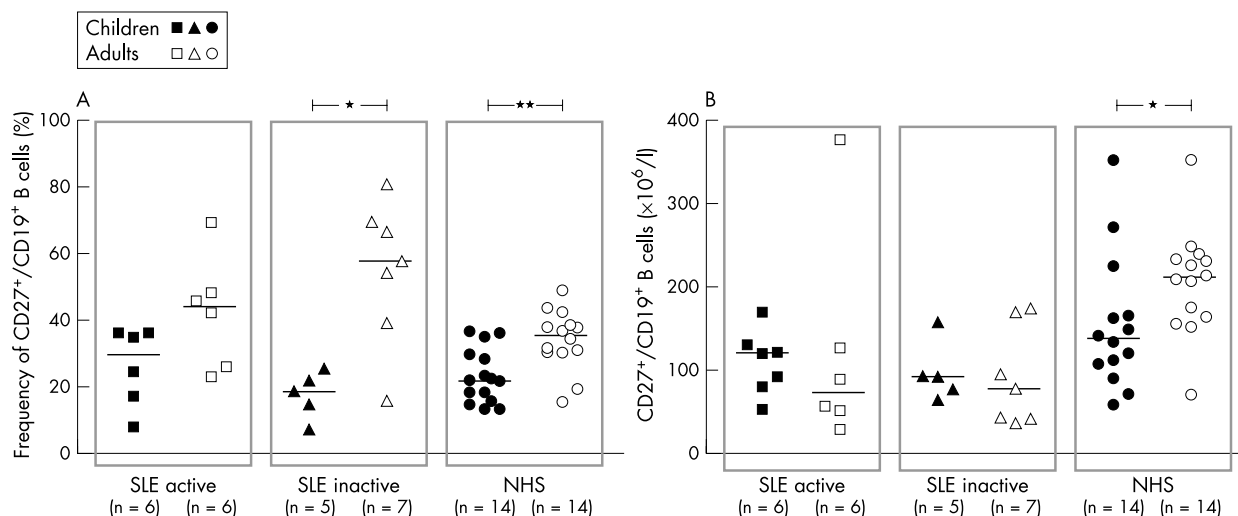 Children ■ ▲ ●
Adults □ △ ○
A
★
★★
Frequency of CD27+/CD19+ B cells (%)
100
80
60
40
20
0
SLE active
(n = 6) (n = 6)
SLE inactive
(n = 5) (n = 7)
NHS
(n = 14) (n = 14)
B
★
CD27+/CD19+ B cells (×10⁶/l)
400
300
200
100
0
SLE active
(n = 6) (n = 6)
SLE inactive
(n = 5) (n = 7)
NHS
(n = 14) (n = 14)